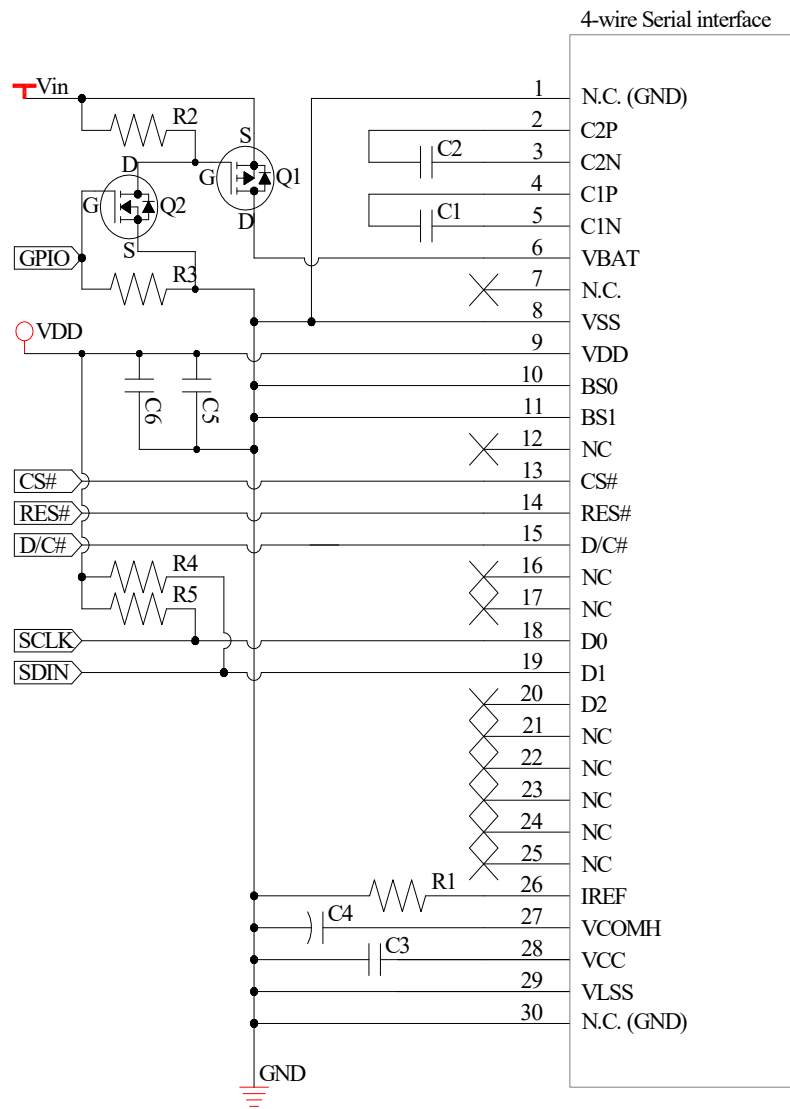 4-wire Serial interface
Vin
1 N.C. (GND)
R2
2 C2P
S
D
C2
3 C2N
G
Q1
4 C1P
G
Q2
C1
5 C1N
D
S
6 VBAT
GPIO
R3
7 N.C.
8 VSS
VDD
9 VDD
10 BS0
C6
C5
11 BS1
12 NC
CS#
13 CS#
RES#
14 RES#
D/C#
15 D/C#
R4
16 NC
R5
17 NC
SCLK
18 D0
SDIN
19 D1
20 D2
21 NC
22 NC
23 NC
24 NC
25 NC
R1
26 IREF
C4
27 VCOMH
C3
28 VCC
29 VLSS
30 N.C. (GND)
GND